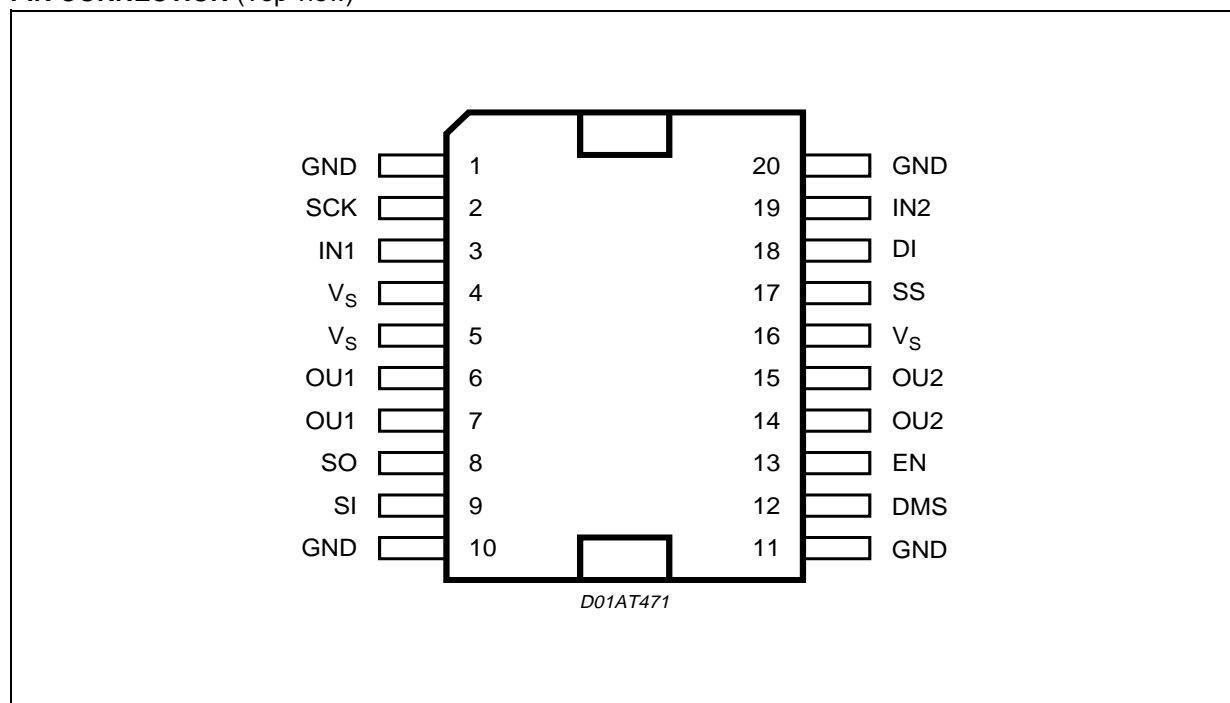 GND 1 20 GND
SCK 2 19 IN2
IN1 3 18 DI
VS 4 17 SS
VS 5 16 VS
OU1 6 15 OU2
OU1 7 14 OU2
SO 8 13 EN
SI 9 12 DMS
GND 10 11 GND
D01AT471